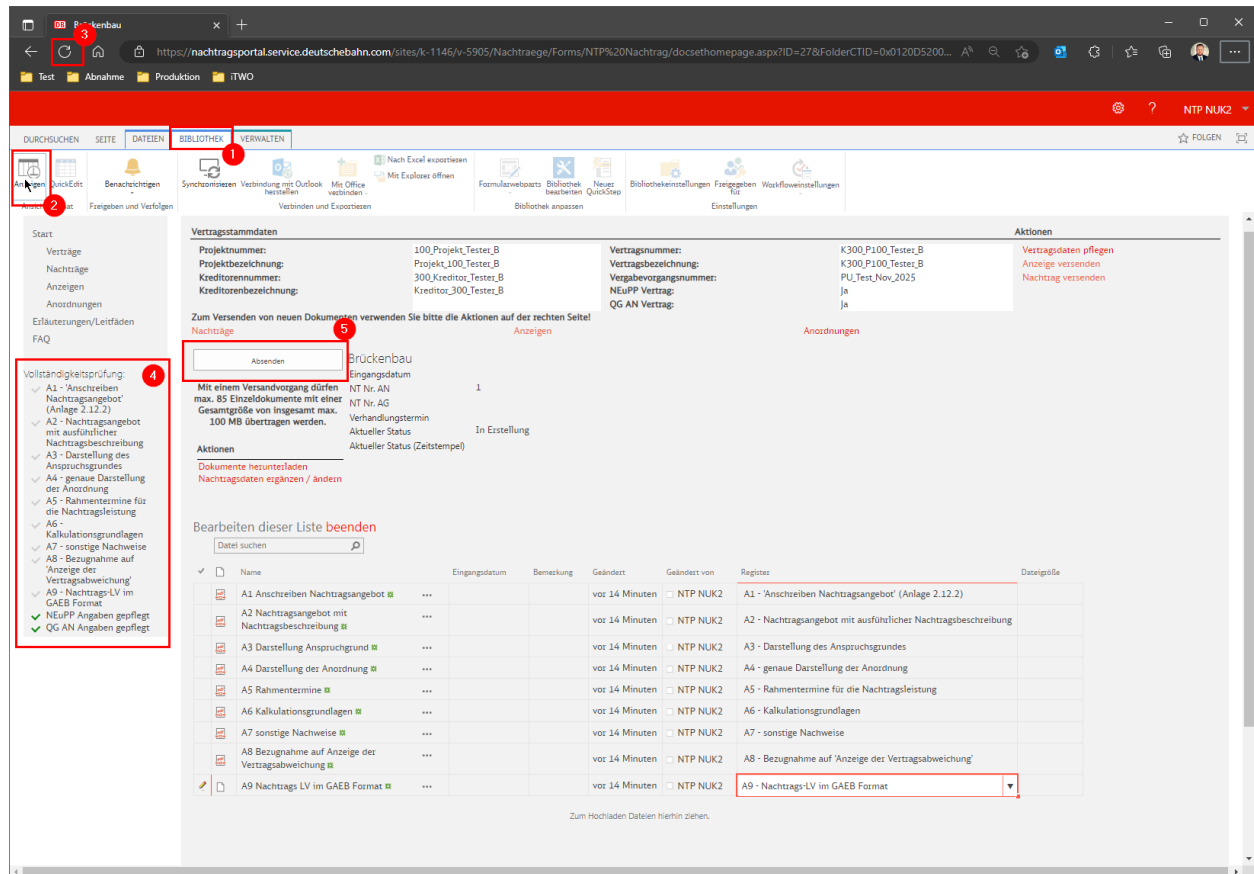 DB Brückenbau
3
https://nachtragsportal.service.deutschebahn.com/sites/k-1146/v-5905/Nachtraege/Forms/NTP%20Nachtrag/docsethomepage.aspx?ID=27&FolderCTID=0x0120D5200...
Test Abnahme Produktion iTWO
NTP NUK2
DURCHSUCHEN SEITE DATEIEN BIBLIOTHEK VERWALTEN
FOLGEN
1
Anzeigen QuickEdit
Benachrichtigen
Synchronisieren
Verbindung mit Outlook herstellen
Mit Office verbinden
Nach Excel exportieren
Mit Explorer öffnen
Formularwebparts
Bibliothek bearbeiten
Neuer QuickStep
Bibliothekeinstellungen
Freigegeben für
Workfloweinstellungen
2
Freigeben und Verfolgen
Verbinden und Exportieren
Bibliothek anpassen
Einstellungen
Start
Verträge
Nachträge
Anzeigen
Anordnungen
Erläuterungen/Leitfäden
FAQ
Vollständigkeitsprüfung:
4
A1 - 'Anschreiben
Nachtragsangebot'
(Anlage 2.12.2)
A2 - Nachtragsangebot
mit ausführlicher
Nachtragsbeschreibung
A3 - Darstellung des
Anspruchsgrundes
A4 - genaue Darstellung
der Anordnung
A5 - Rahmentermine für
die Nachtragsleistung
A6 -
Kalkulationsgrundlagen
A7 - sonstige Nachweise
A8 - Bezugnahme auf
'Anzeige der
Vertragsabweichung'
A9 - Nachtrags-LV im
GAEB Format
NEuPP Angaben gepflegt
QG AN Angaben gepflegt
Vertragsstammdaten
Projektnummer: 100_Projekt_Tester_B
Projektbezeichnung: Projekt_100_Tester_B
Kreditorennummer: 300_Kreditor_Tester_B
Kreditorenbezeichnung: Kreditor_300_Tester_B
Vertragsnummer: K300_P100_Tester_B
Vertragsbezeichnung: K300_P100_Tester_B
Vergabevorgangsnummer: PU_Test_Nov_2025
NEuPP Vertrag: Ja
QG AN Vertrag: Ja
Aktionen
Vertragsdaten pflegen
Anzeige versenden
Nachtrag versenden
Zum Versenden von neuen Dokumenten verwenden Sie bitte die Aktionen auf der rechten Seite!
Nachträge Anzeigen Anordnungen
5
Absenden
Mit einem Versandvorgang dürfen
max. 85 Einzeldokumente mit einer
Gesamtgröße von insgesamt max.
100 MB übertragen werden.
Aktionen
Dokumente herunterladen
Nachtragsdaten ergänzen / ändern
Brückenbau
Eingangsdatum
NT Nr. AN 1
NT Nr. AG
Verhandlungstermin
Aktueller Status In Erstellung
Aktueller Status (Zeitstempel)
Bearbeiten dieser Liste beenden
Datei suchen
Name Eingangsdatum Bemerkung Geändert Geändert von Register Dateigröße
A1 Anschreiben Nachtragsangebot ... vor 14 Minuten NTP NUK2 A1 - 'Anschreiben Nachtragsangebot' (Anlage 2.12.2)
A2 Nachtragsangebot mit
Nachtragsbeschreibung ... vor 14 Minuten NTP NUK2 A2 - Nachtragsangebot mit ausführlicher Nachtragsbeschreibung
A3 Darstellung Anspruchgrund ... vor 14 Minuten NTP NUK2 A3 - Darstellung des Anspruchsgrundes
A4 Darstellung der Anordnung ... vor 14 Minuten NTP NUK2 A4 - genaue Darstellung der Anordnung
A5 Rahmentermine ... vor 14 Minuten NTP NUK2 A5 - Rahmentermine für die Nachtragsleistung
A6 Kalkulationsgrundlagen ... vor 14 Minuten NTP NUK2 A6 - Kalkulationsgrundlagen
A7 sonstige Nachweise ... vor 14 Minuten NTP NUK2 A7 - sonstige Nachweise
A8 Bezugnahme auf Anzeige der
Vertragsabweichung ... vor 14 Minuten NTP NUK2 A8 - Bezugnahme auf 'Anzeige der Vertragsabweichung'
A9 Nachtrags LV im GAEB Format ... vor 14 Minuten NTP NUK2 A9 - Nachtrags-LV im GAEB Format
Zum Hochladen Dateien hierhin ziehen.